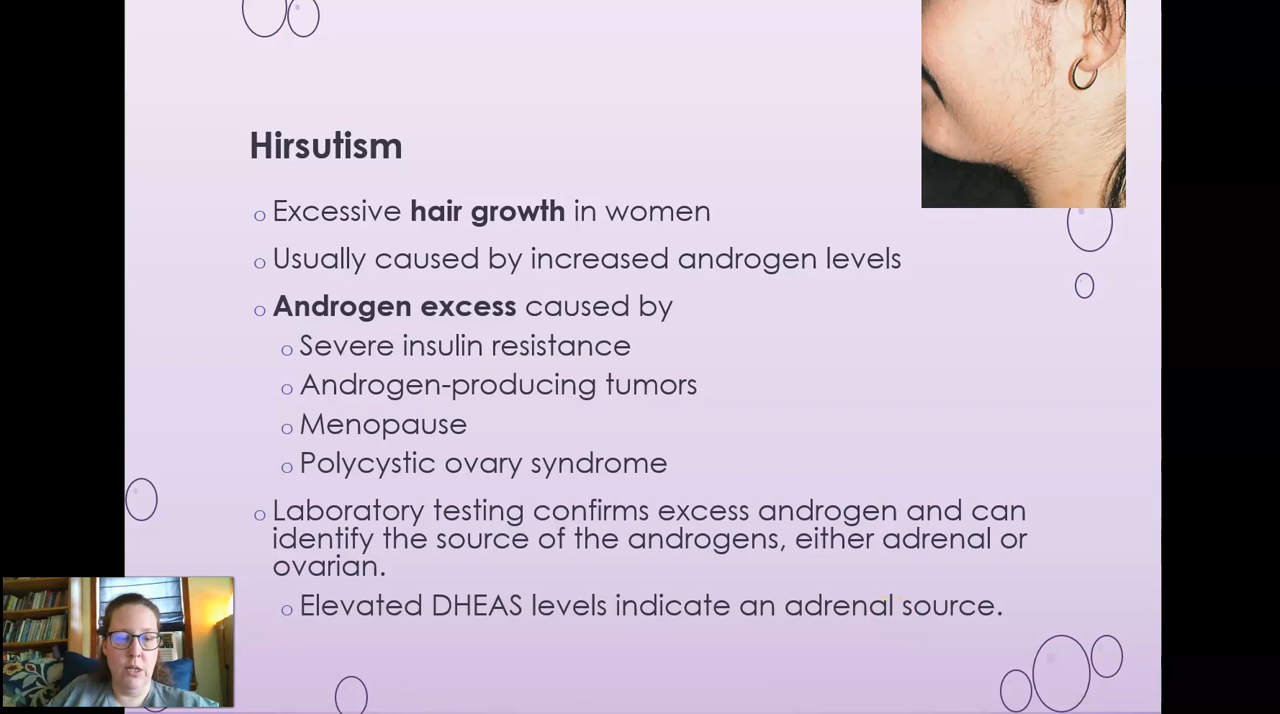 Hirsutism
Excessive hair growth in women
Usually caused by increased androgen levels
Androgen excess caused by
Severe insulin resistance
Androgen-producing tumors
Menopause
Polycystic ovary syndrome
Laboratory testing confirms excess androgen and can
identify the source of the androgens, either adrenal or
ovarian.
Elevated DHEAS levels indicate an adrenal source.